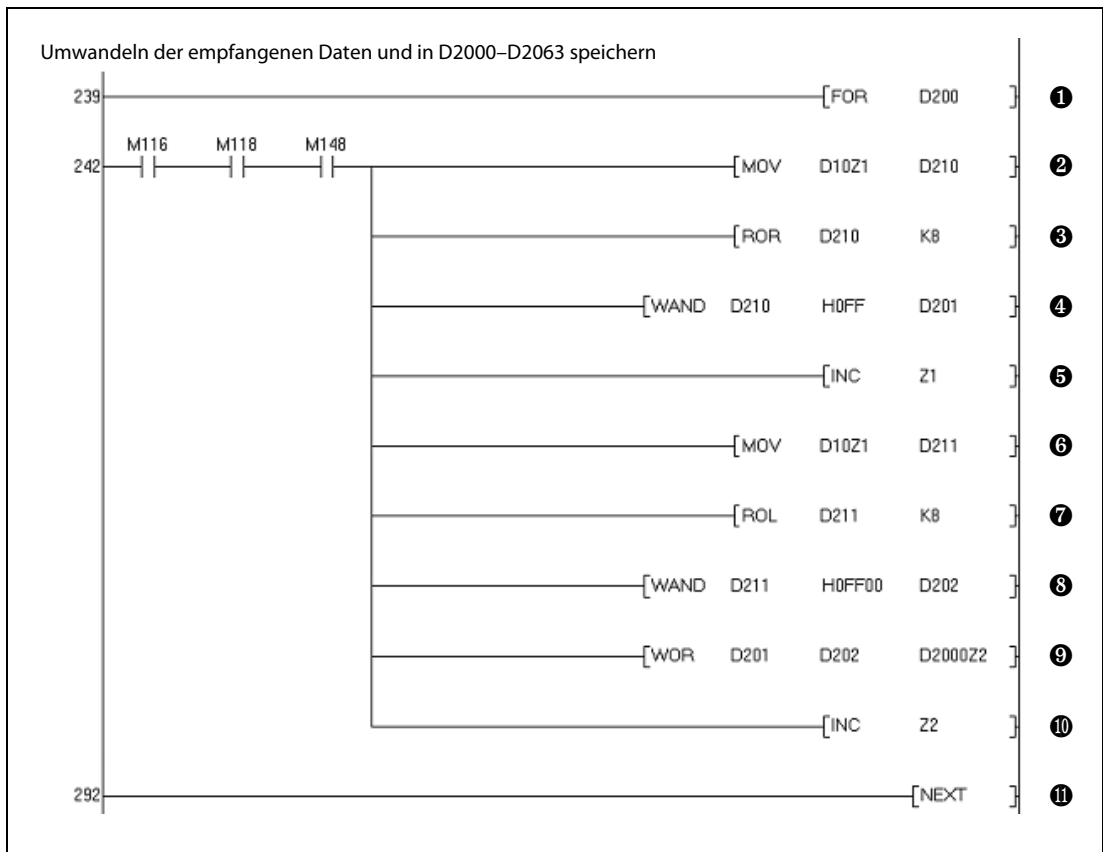 Umwandeln der empfangenen Daten und in D2000–D2063 speichern
239 [FOR D200 ] ❶
M116 M118 M148
242 [MOV D10Z1 D210 ] ❷
[ROR D210 K8 ] ❸
[WAND D210 H0FF D201 ] ❹
[INC Z1 ] ❺
[MOV D10Z1 D211 ] ❻
[ROL D211 K8 ] ❼
[WAND D211 H0FF00 D202 ] ❽
[WOR D201 D202 D2000Z2 ] ❾
[INC Z2 ] ❿
292 [NEXT ] ⓫